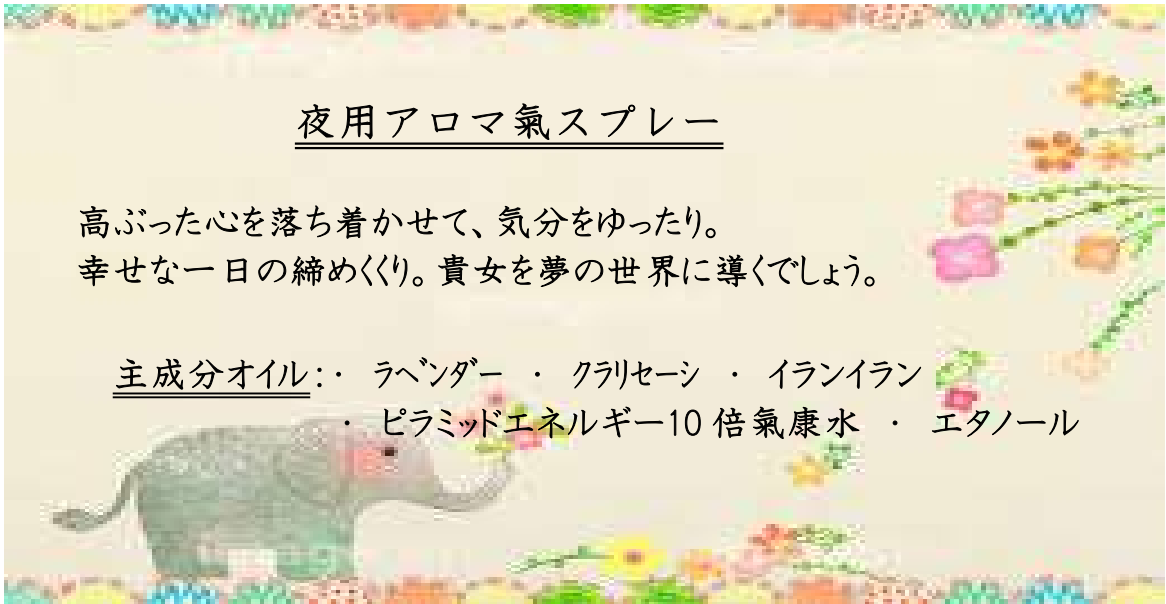 夜用アロマ氣スプレー
高ぶった心を落ち着かせて、気分をゆったり。
幸せな一日の締めくくり。貴女を夢の世界に導くでしょう。
主成分オイル:・ ラベンダー ・ クラリセーシ ・ イランイラン
・ ピラミッドエネルギー10倍氣康水 ・ エタノール